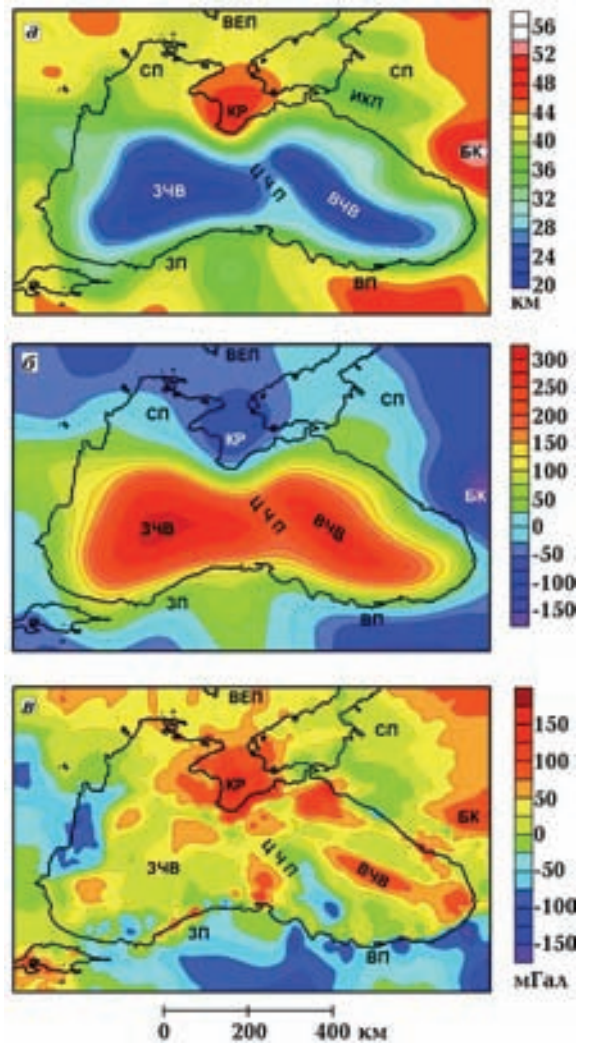 а
ВЕП
СП
СП
КР
ИКП
БК
ЗЧВ
ЦЧП
ВЧВ
ЗП
ВП
56
52
48
44
40
36
32
28
24
20
км
б
ВЕП
СП
СП
КР
БК
ЗЧВ
ЦЧП
ВЧВ
ЗП
ВП
300
250
200
150
100
50
0
-50
-100
-150
в
ВЕП
СП
КР
БК
ЗЧВ
ЦЧП
ВЧВ
ЗП
ВП
150
100
50
0
-50
-100
-150
мГал
0 200 400 км